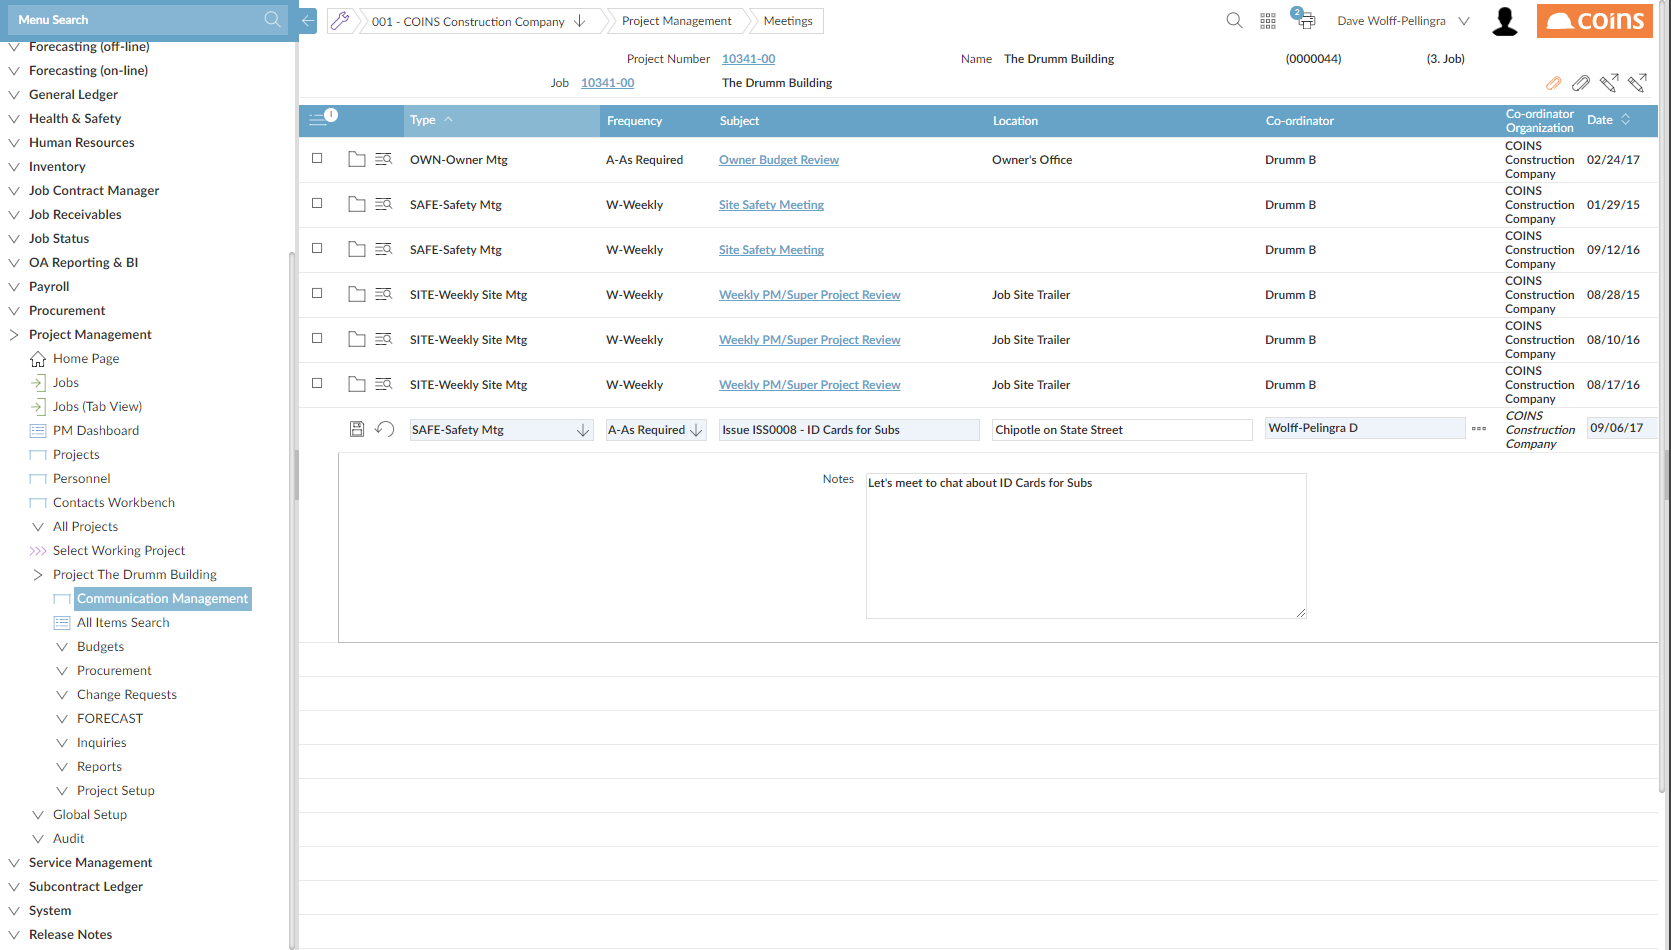 Menu Search
001 - COINS Construction Company
Project Management
Meetings
2
Dave Wolff-Pellingra
coins
Forecasting (off-line)
Forecasting (on-line)
General Ledger
Health & Safety
Human Resources
Inventory
Job Contract Manager
Job Receivables
Job Status
OA Reporting & BI
Payroll
Procurement
Project Management
Home Page
Jobs
Jobs (Tab View)
PM Dashboard
Projects
Personnel
Contacts Workbench
All Projects
Select Working Project
Project The Drumm Building
Communication Management
All Items Search
Budgets
Procurement
Change Requests
FORECAST
Inquiries
Reports
Project Setup
Global Setup
Audit
Service Management
Subcontract Ledger
System
Release Notes
Project Number 10341-00 Name The Drumm Building (0000044) (3. Job)
Job 10341-00 The Drumm Building
Type Frequency Subject Location Co-ordinator Co-ordinator Organization Date
OWN-Owner Mtg A-As Required Owner Budget Review Owner's Office Drumm B COINS Construction Company 02/24/17
SAFE-Safety Mtg W-Weekly Site Safety Meeting Drumm B COINS Construction Company 01/29/15
SAFE-Safety Mtg W-Weekly Site Safety Meeting Drumm B COINS Construction Company 09/12/16
SITE-Weekly Site Mtg W-Weekly Weekly PM/Super Project Review Job Site Trailer Drumm B COINS Construction Company 08/28/15
SITE-Weekly Site Mtg W-Weekly Weekly PM/Super Project Review Job Site Trailer Drumm B COINS Construction Company 08/10/16
SITE-Weekly Site Mtg W-Weekly Weekly PM/Super Project Review Job Site Trailer Drumm B COINS Construction Company 08/17/16
SAFE-Safety Mtg A-As Required Issue ISS0008 - ID Cards for Subs Chipotle on State Street Wolff-Pelingra D COINS Construction Company 09/06/17
Notes Let's meet to chat about ID Cards for Subs